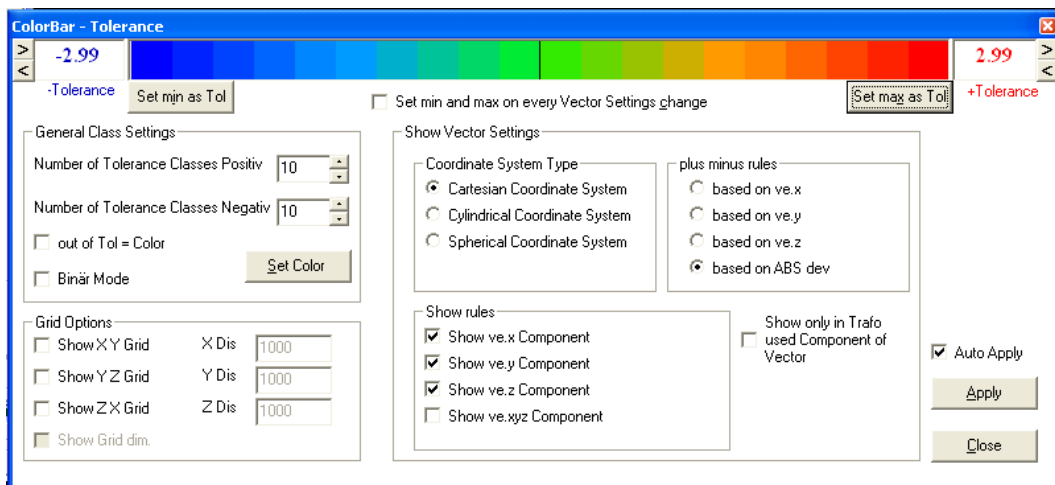 ColorBar - Tolerance
> -2.99 2.99 >
< <
-Tolerance Set min as Tol Set min and max on every Vector Settings change Set max as Tol +Tolerance
General Class Settings
Number of Tolerance Classes Positiv 10
Number of Tolerance Classes Negativ 10
out of Tol = Color
Binär Mode
Set Color
Grid Options
Show X Y Grid X Dis 1000
Show Y Z Grid Y Dis 1000
Show Z X Grid Z Dis 1000
Show Grid dim.
Show Vector Settings
Coordinate System Type
Cartesian Coordinate System
Cylindrical Coordinate System
Spherical Coordinate System
plus minus rules
based on ve.x
based on ve.y
based on ve.z
based on ABS dev
Show rules
Show ve.x Component
Show ve.y Component
Show ve.z Component
Show ve.xyz Component
Show only in Trafo
used Component of
Vector
Auto Apply
Apply
Close